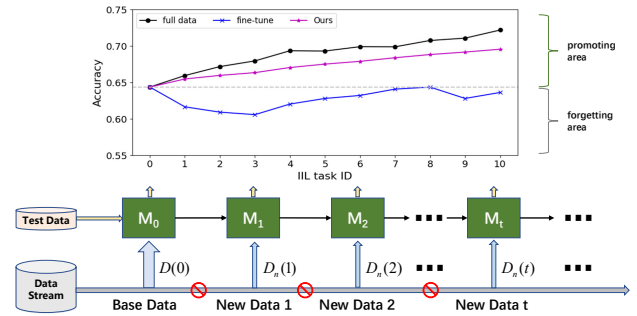 full data
fine-tune
Ours
0.75
0.70
0.65
0.60
0.55
Accuracy
0 1 2 3 4 5 6 7 8 9 10
IIL task ID
promoting
area
forgetting
area
Test Data
M0
M1
M2
...
Mt
...
D(0)
Dn(1)
Dn(2)
...
Dn(t)
...
Data
Stream
Base Data
New Data 1
New Data 2
New Data t